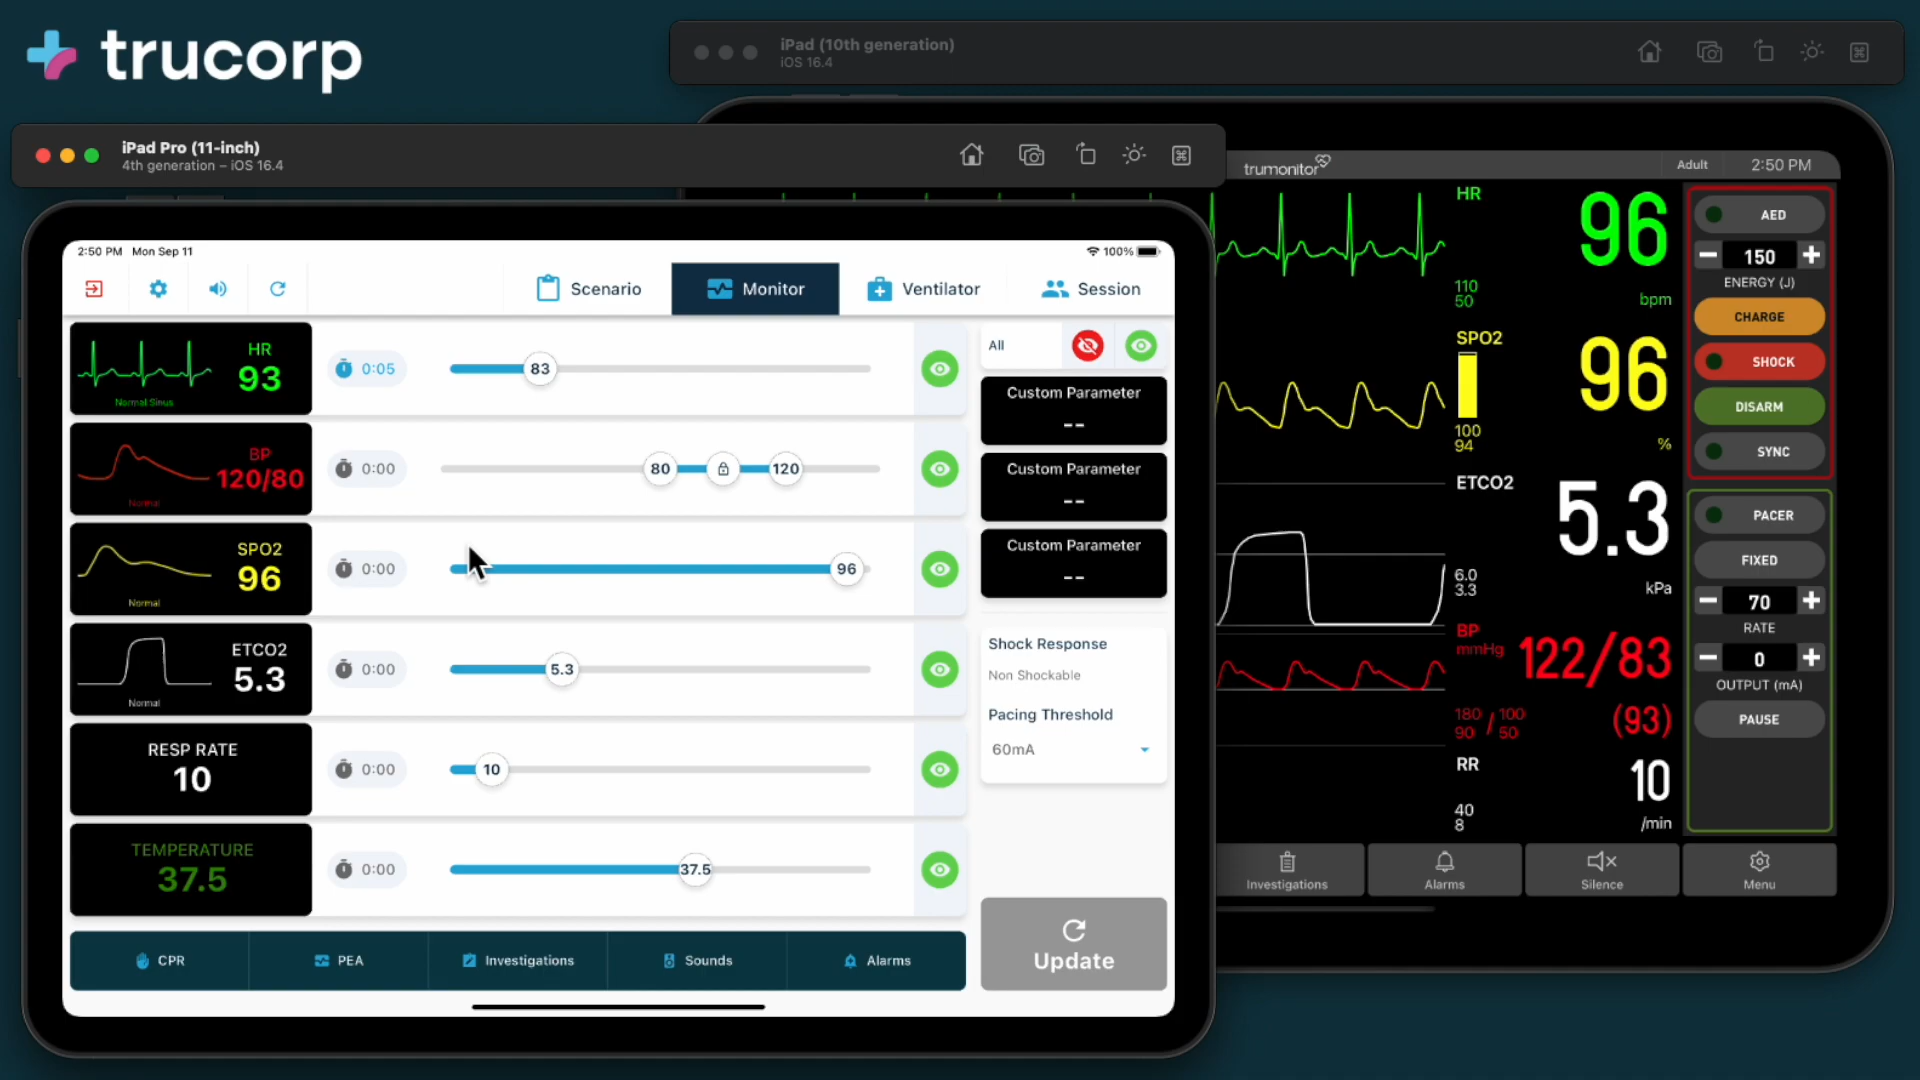 trucorp
iPad (10th generation)
iOS 16.4
iPad Pro (11-inch)
4th generation – iOS 16.4
trumonitor
Adult
2:50 PM
2:50 PM Mon Sep 11
100%
Scenario
Monitor
Ventilator
Session
HR
93
Normal Sinus
0:05
83
BP
120/80
Normal
0:00
80
120
SPO2
96
Normal
0:00
96
ETCO2
5.3
Normal
0:00
5.3
RESP RATE
10
0:00
10
TEMPERATURE
37.5
0:00
37.5
All
Custom Parameter
--
Custom Parameter
--
Custom Parameter
--
Shock Response
Non Shockable
Pacing Threshold
60mA
Update
CPR
PEA
Investigations
Sounds
Alarms
HR
96
110
50
bpm
SPO2
96
100
94
%
ETCO2
5.3
6.0
3.3
kPa
BP
mmHg
122/83
180 / 100
90 / 50
(93)
RR
10
40
8
/min
AED
150
ENERGY (J)
CHARGE
SHOCK
DISARM
SYNC
PACER
FIXED
70
RATE
0
OUTPUT (mA)
PAUSE
Investigations
Alarms
Silence
Menu